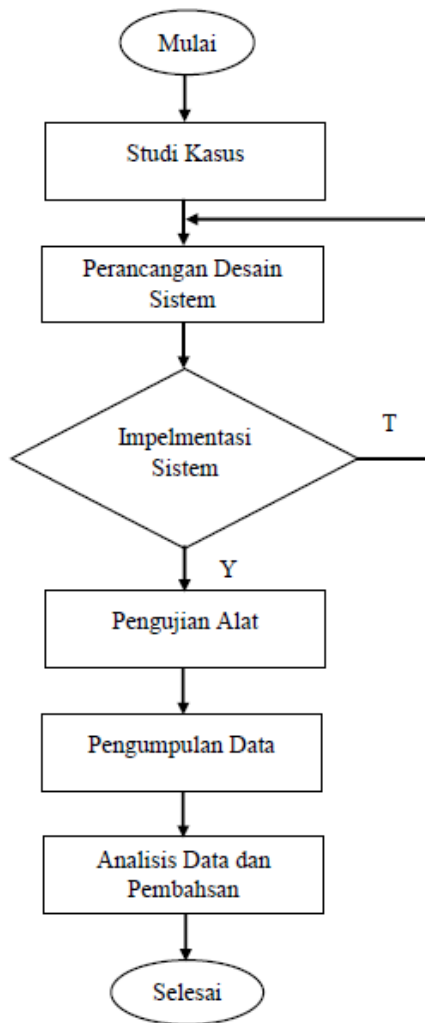 Mulai
Studi Kasus
Perancangan Desain
Sistem
Impelmentasi
Sistem
T
Y
Pengujian Alat
Pengumpulan Data
Analisis Data dan
Pembahsan
Selesai